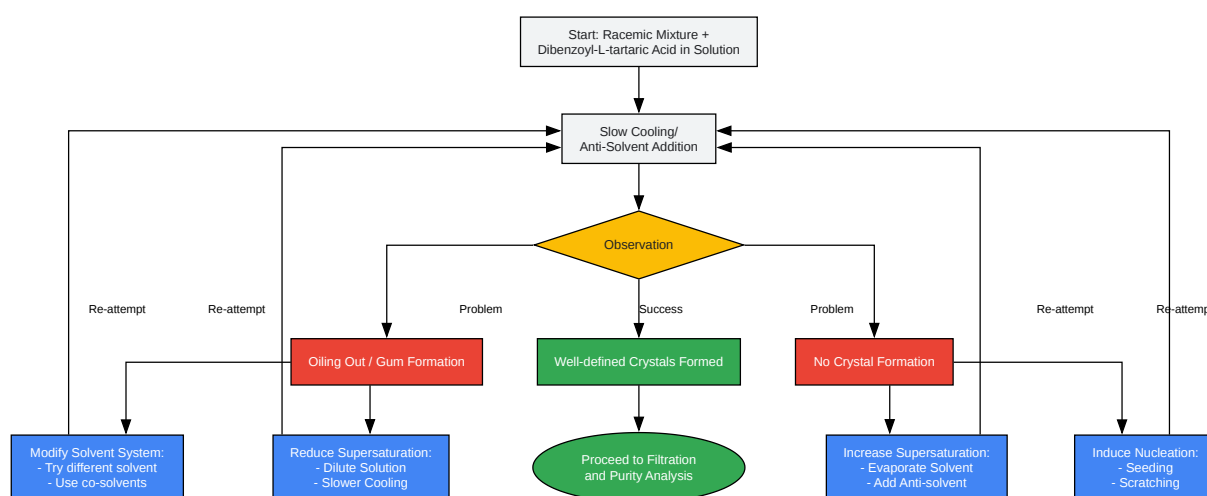 Start: Racemic Mixture +
Dibenzoyl-L-tartaric Acid in Solution
Slow Cooling/
Anti-Solvent Addition
Observation
Re-attempt
Re-attempt
Problem
Success
Problem
Re-attempt
Re-attemp
Oiling Out / Gum Formation
Well-defined Crystals Formed
No Crystal Formation
Modify Solvent System:
- Try different solvent
- Use co-solvents
Reduce Supersaturation:
- Dilute Solution
- Slower Cooling
Proceed to Filtration
and Purity Analysis
Increase Supersaturation:
- Evaporate Solvent
- Add Anti-solvent
Induce Nucleation:
- Seeding
- Scratching